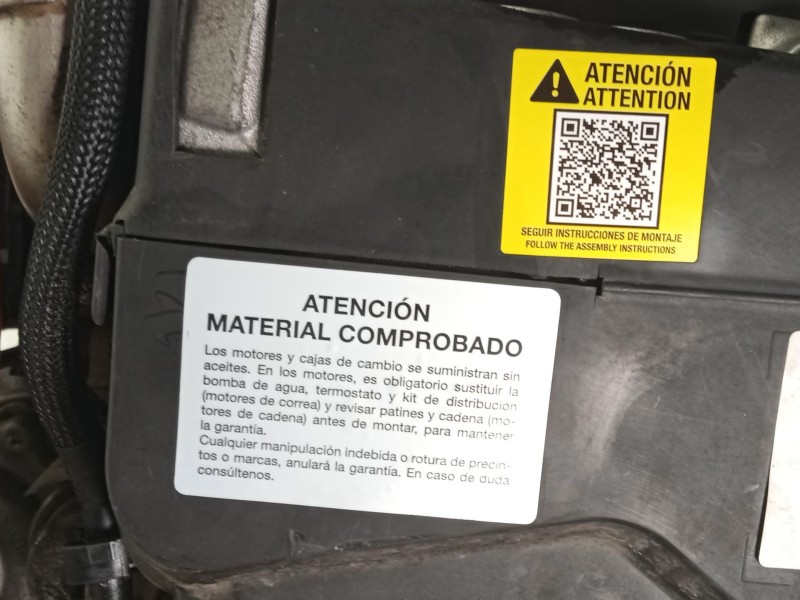 ATENCIÓN
ATTENTION
SEGUIR INSTRUCCIONES DE MONTAJE
FOLLOW THE ASSEMBLY INSTRUCTIONS
ATENCIÓN
MATERIAL COMPROBADO
Los motores y cajas de cambio se suministran sin
aceites. En los motores, es obligatorio sustituir la
bomba de agua, termostato y kit de distribución
(motores de correa) y revisar patines y cadena (mo-
tores de cadena) antes de montar, para mantener
la garantía.
Cualquier manipulación indebida o rotura de precin-
tos o marcas, anulará la garantía. En caso de duda
consúltenos.